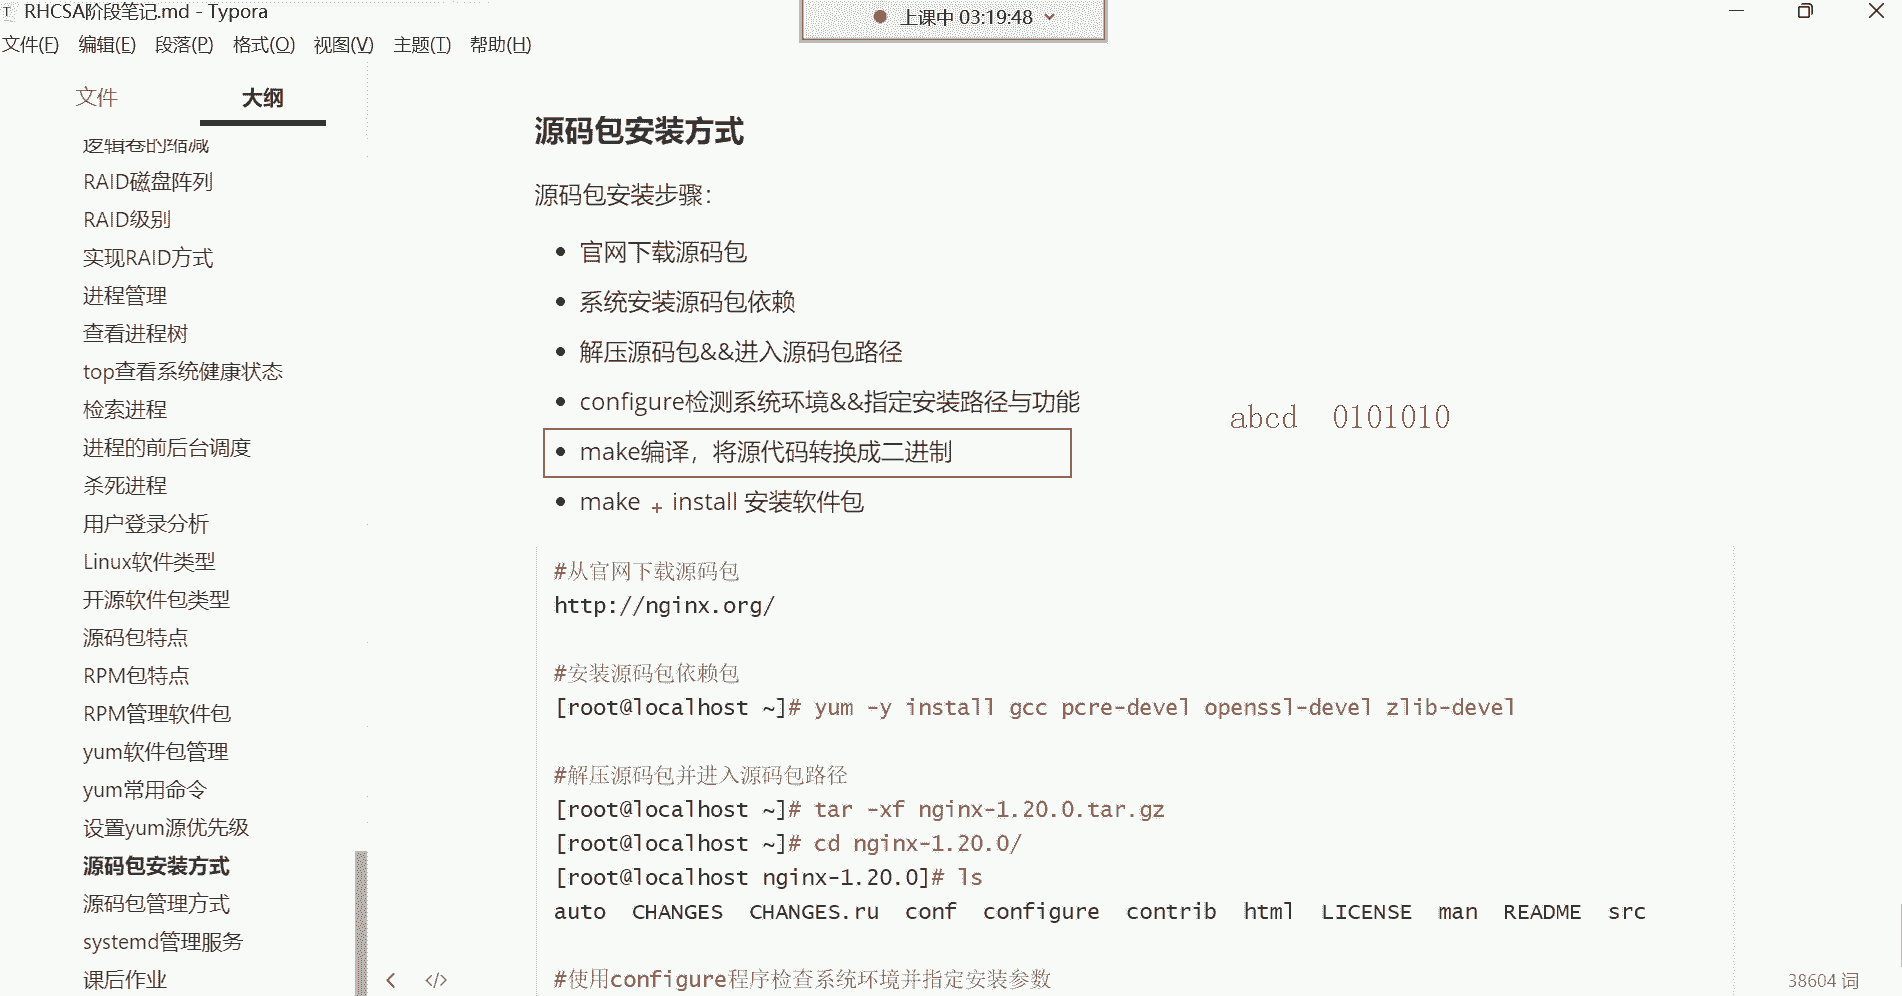 RHCSA阶段笔记.md - Typora
上课中 03:19:48
文件(F) 编辑(E) 段落(P) 格式(O) 视图(V) 主题(T) 帮助(H)
文件 大纲
逻辑卷的缩减
RAID磁盘阵列
RAID级别
实现RAID方式
进程管理
查看进程树
top查看系统健康状态
检索进程
进程的前后台调度
杀死进程
用户登录分析
Linux软件类型
开源软件包类型
源码包特点
RPM包特点
RPM管理软件包
yum软件包管理
yum常用命令
设置yum源优先级
源码包安装方式
源码包管理方式
systemd管理服务
课后作业
源码包安装方式
源码包安装步骤：
• 官网下载源码包
• 系统安装源码包依赖
• 解压源码包&&进入源码包路径
• configure检测系统环境&&指定安装路径与功能
abcd 0101010
• make编译，将源代码转换成二进制
• make + install 安装软件包
#从官网下载源码包
http://nginx.org/
#安装源码包依赖包
[root@localhost ~]# yum -y install gcc pcre-devel openssl-devel zlib-devel
#解压源码包并进入源码包路径
[root@localhost ~]# tar -xf nginx-1.20.0.tar.gz
[root@localhost ~]# cd nginx-1.20.0/
[root@localhost nginx-1.20.0]# ls
auto CHANGES CHANGES.ru conf configure contrib html LICENSE man README src
#使用configure程序检查系统环境并指定安装参数
< </>
38604 词